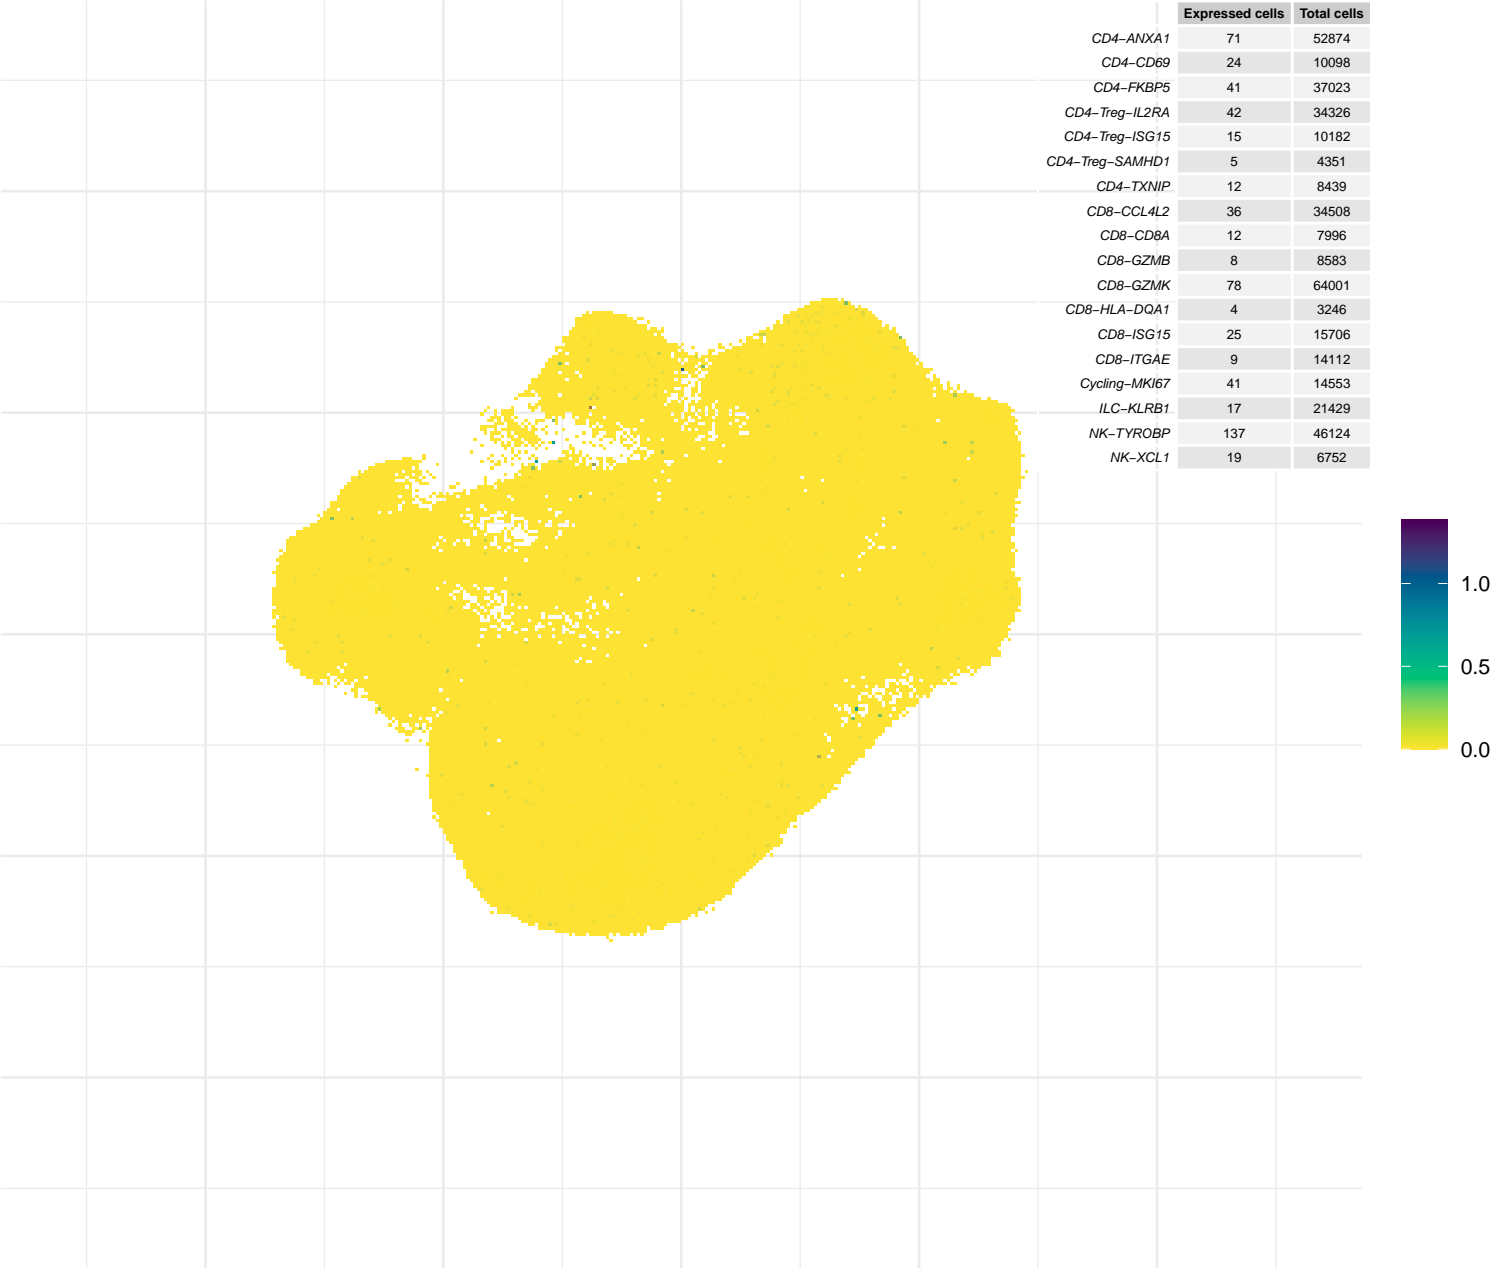 Expressed cells Total cells
CD4−ANXA1 71 52874
CD4−CD69 24 10098
CD4−FKBP5 41 37023
CD4−Treg−IL2RA 42 34326
CD4−Treg−ISG15 15 10182
CD4−Treg−SAMHD1 5 4351
CD4−TXNIP 12 8439
CD8−CCL4L2 36 34508
CD8−CD8A 12 7996
CD8−GZMB 8 8583
CD8−GZMK 78 64001
CD8−HLA−DQA1 4 3246
CD8−ISG15 25 15706
CD8−ITGAE 9 14112
Cycling−MKI67 41 14553
ILC−KLRB1 17 21429
NK−TYROBP 137 46124
NK−XCL1 19 6752
1.0
0.5
0.0